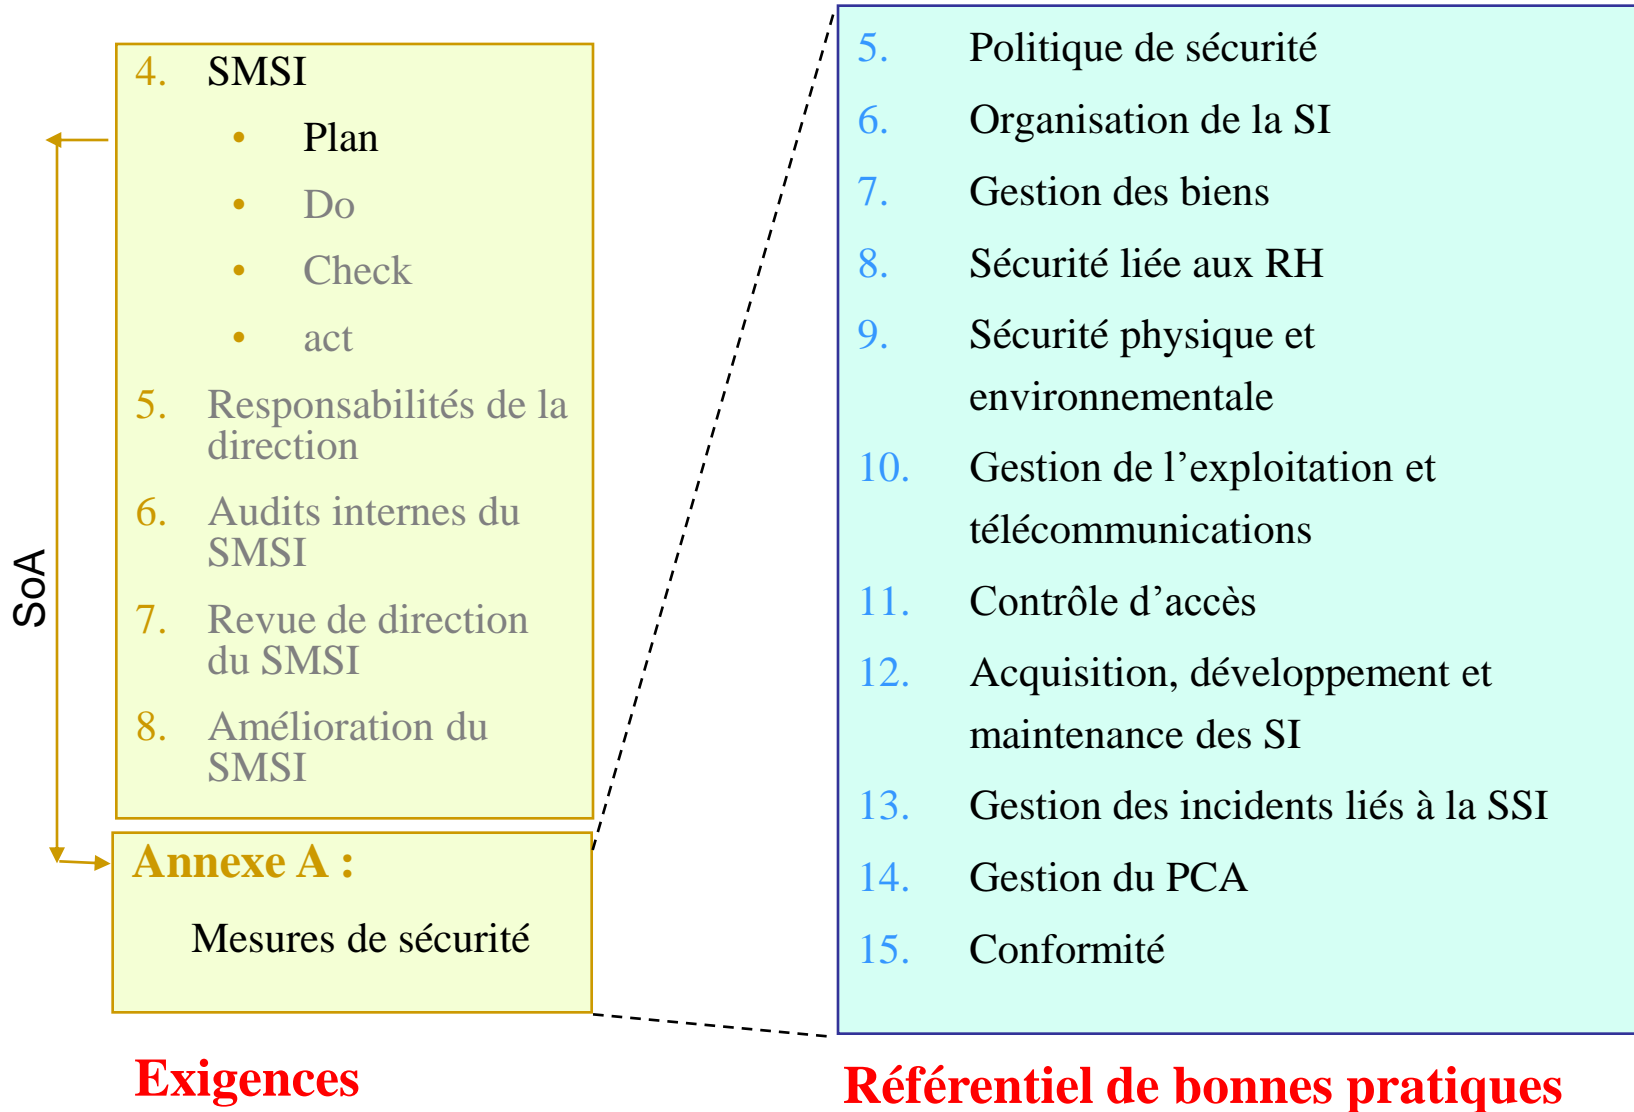 4. SMSI
• Plan
• Do
• Check
• act
5. Responsabilités de la
direction
6. Audits internes du
SMSI
7. Revue de direction
du SMSI
8. Amélioration du
SMSI
SoA
Annexe A :
Mesures de sécurité
Exigences
5. Politique de sécurité
6. Organisation de la SI
7. Gestion des biens
8. Sécurité liée aux RH
9. Sécurité physique et
environnementale
10. Gestion de l’exploitation et
télécommunications
11. Contrôle d’accès
12. Acquisition, développement et
maintenance des SI
13. Gestion des incidents liés à la SSI
14. Gestion du PCA
15. Conformité
Référentiel de bonnes pratiques